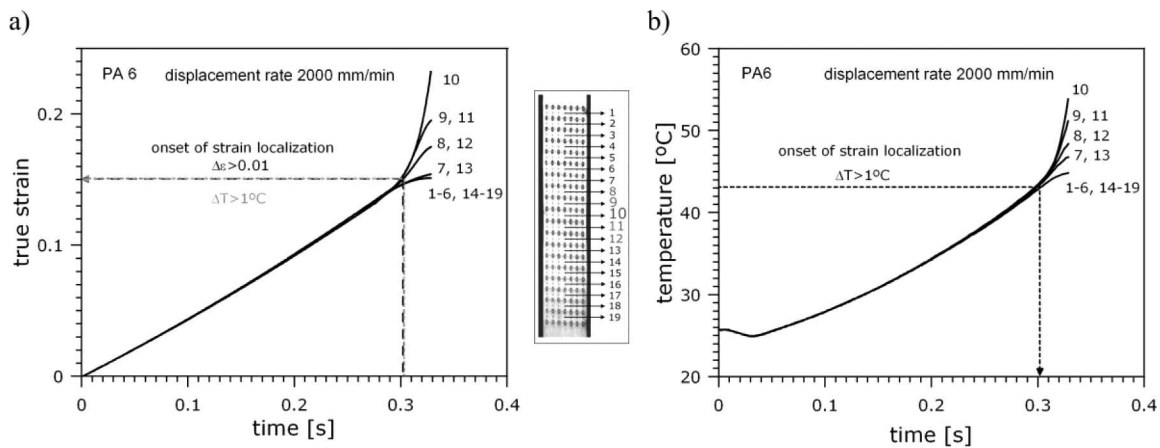 a)
PA 6 displacement rate 2000 mm/min
10
9, 11
8, 12
7, 13
1-6, 14-19
onset of strain localization
Δε>0.01
ΔT>1ºC
true strain
0.2
0.1
0
0 0.1 0.2 0.3 0.4
time [s]
1
2
3
4
5
6
7
8
9
10
11
12
13
14
15
16
17
18
19
b)
PA6 displacement rate 2000 mm/min
10
9, 11
8, 12
7, 13
1-6, 14-19
onset of strain localization
ΔT>1ºC
temperature [ºC]
60
50
40
30
20
0 0.1 0.2 0.3 0.4
time [s]